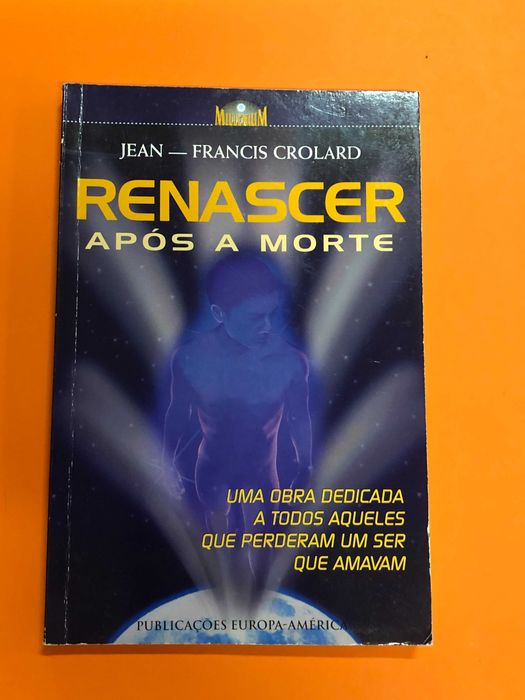 MILLENIUM
JEAN — FRANCIS CROLARD
RENASCER
APÓS A MORTE
UMA OBRA DEDICADA
A TODOS AQUELES
QUE PERDERAM UM SER
QUE AMAVAM
PUBLICAÇÕES EUROPA-AMÉRICA